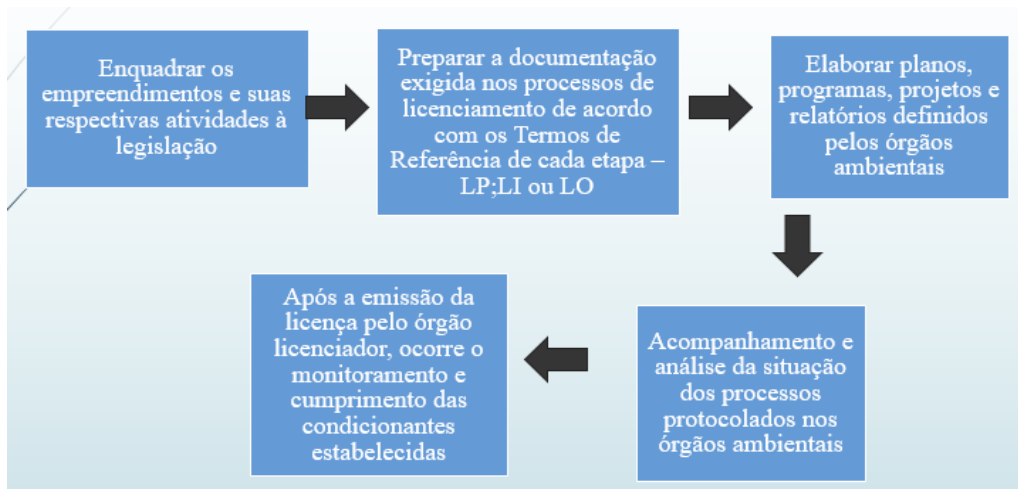 Enquadrar os
empreendimentos e suas
respectivas atividades à
legislação
Preparar a documentação
exigida nos processos de
licenciamento de acordo
com os Termos de
Referência de cada etapa –
LP;LI ou LO
Elaborar planos,
programas, projetos e
relatórios definidos
pelos órgãos
ambientais
Acompanhamento e
análise da situação
dos processos
protocolados nos
órgãos ambientais
Após a emissão da
licença pelo órgão
licenciador, ocorre o
monitoramento e
cumprimento das
condicionantes
estabelecidas